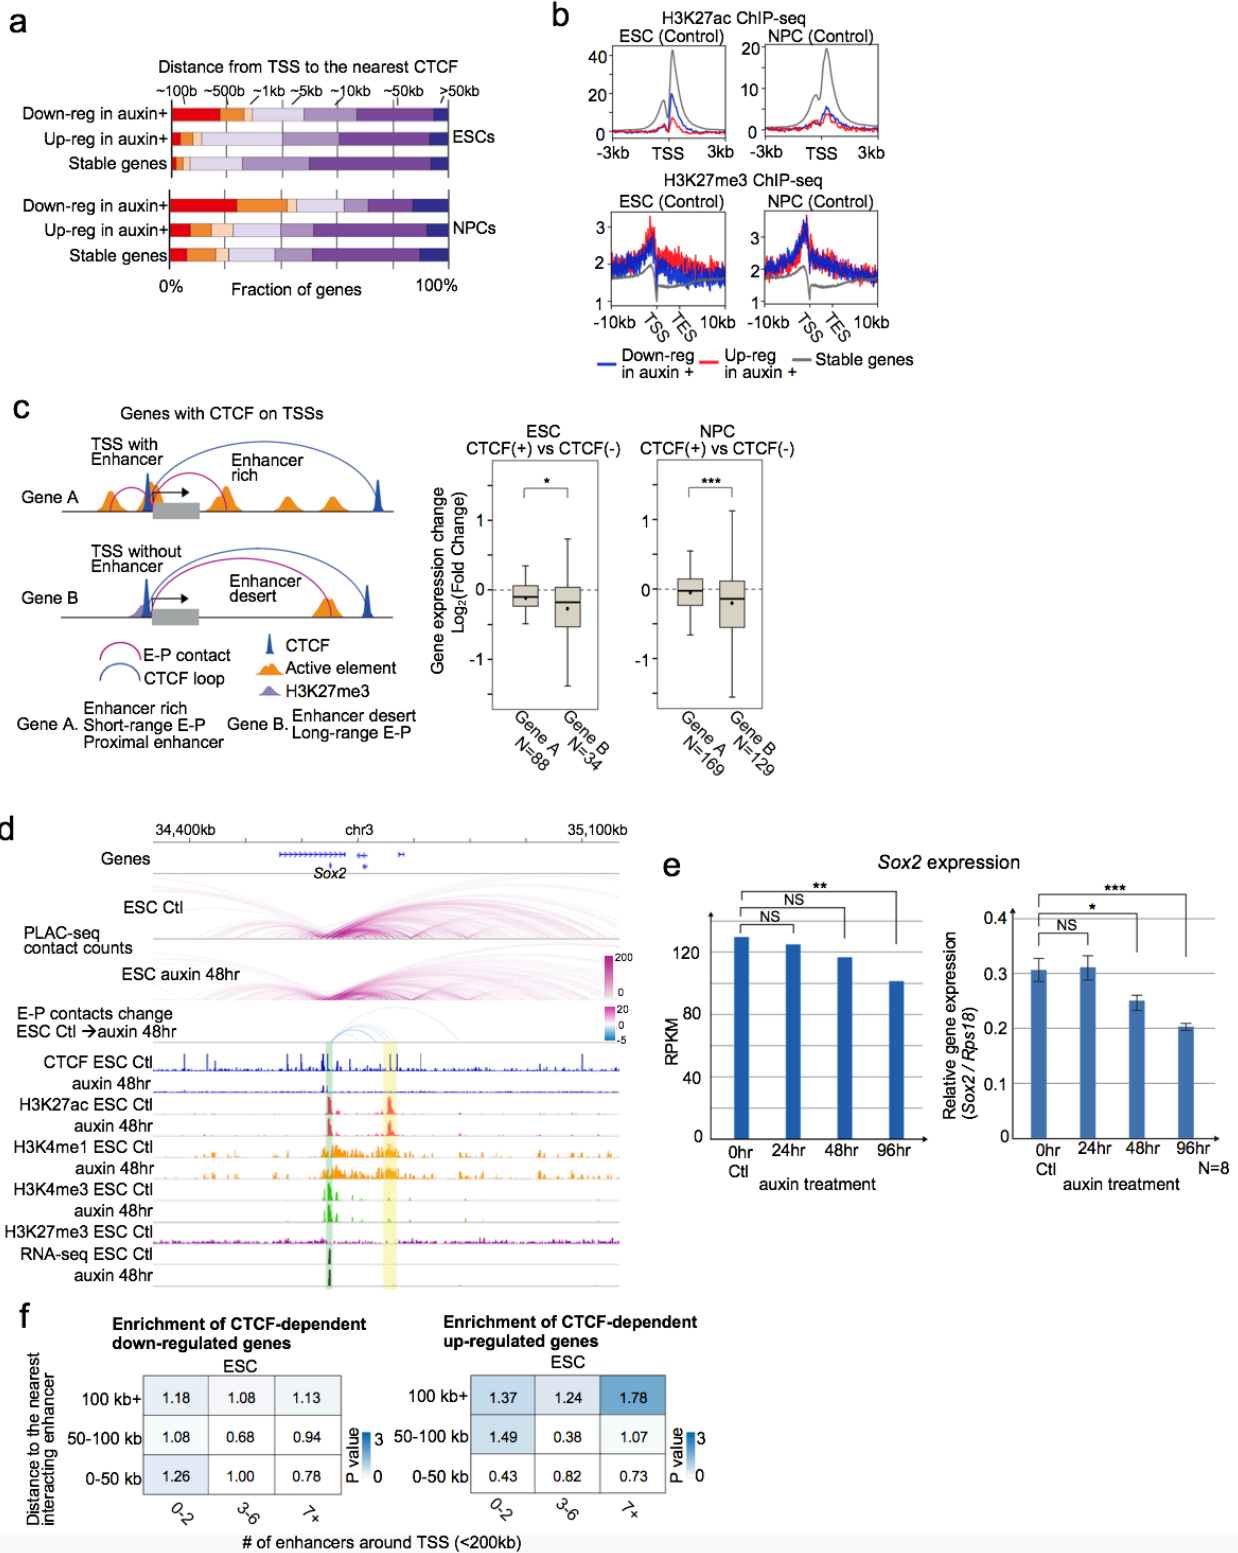 a
Distance from TSS to the nearest CTCF
~100b ~500b ~1kb ~5kb ~10kb ~50kb >50kb
Down-reg in auxin+
Up-reg in auxin+ ESCs
Stable genes
Down-reg in auxin+
Up-reg in auxin+ NPCs
Stable genes
0% Fraction of genes 100%
b
H3K27ac ChIP-seq
ESC (Control) NPC (Control)
40 20
20 10
0 0
-3kb TSS 3kb -3kb TSS 3kb
H3K27me3 ChIP-seq
ESC (Control) NPC (Control)
3 3
2 2
1 1
-10kb TSS TES 10kb -10kb TSS TES 10kb
Down-reg in auxin + Up-reg in auxin + Stable genes
c
Genes with CTCF on TSSs
TSS with
Enhancer
Enhancer
rich
Gene A
TSS without
Enhancer
Enhancer
desert
Gene B
E-P contact
CTCF loop
CTCF
Active element
H3K27me3
Gene A. Enhancer rich
Short-range E-P
Proximal enhancer
Gene B. Enhancer desert
Long-range E-P
ESC NPC
CTCF(+) vs CTCF(-) CTCF(+) vs CTCF(-)
Gene expression change
Log2(Fold Change)
* ***
1 1
0 0
-1 -1
Gene A N=88
Gene B N=34
Gene A N=169
Gene B N=129
d
34,400kb chr3 35,100kb
Genes
Sox2
ESC Ctl
PLAC-seq
contact counts
ESC auxin 48hr
200
0
E-P contacts change
ESC Ctl →auxin 48hr
20
0
-5
CTCF ESC Ctl
auxin 48hr
H3K27ac ESC Ctl
auxin 48hr
H3K4me1 ESC Ctl
auxin 48hr
H3K4me3 ESC Ctl
auxin 48hr
H3K27me3 ESC Ctl
RNA-seq ESC Ctl
auxin 48hr
e
Sox2 expression
**
NS
NS
RPKM
120
80
40
0
0hr Ctl 24hr 48hr 96hr
auxin treatment
***
*
NS
Relative gene expression
(Sox2 / Rps18)
0.4
0.3
0.2
0.1
0
0hr Ctl 24hr 48hr 96hr
N=8
auxin treatment
f
Enrichment of CTCF-dependent
down-regulated genes
ESC
Distance to the nearest
interacting enhancer
100 kb+ 1.18 1.08 1.13
50-100 kb 1.08 0.68 0.94
0-50 kb 1.26 1.00 0.78
0-2 3-6 7+
P value 3 0
Enrichment of CTCF-dependent
up-regulated genes
ESC
100 kb+ 1.37 1.24 1.78
50-100 kb 1.49 0.38 1.07
0-50 kb 0.43 0.82 0.73
0-2 3-6 7+
P value 3 0
# of enhancers around TSS (<200kb)